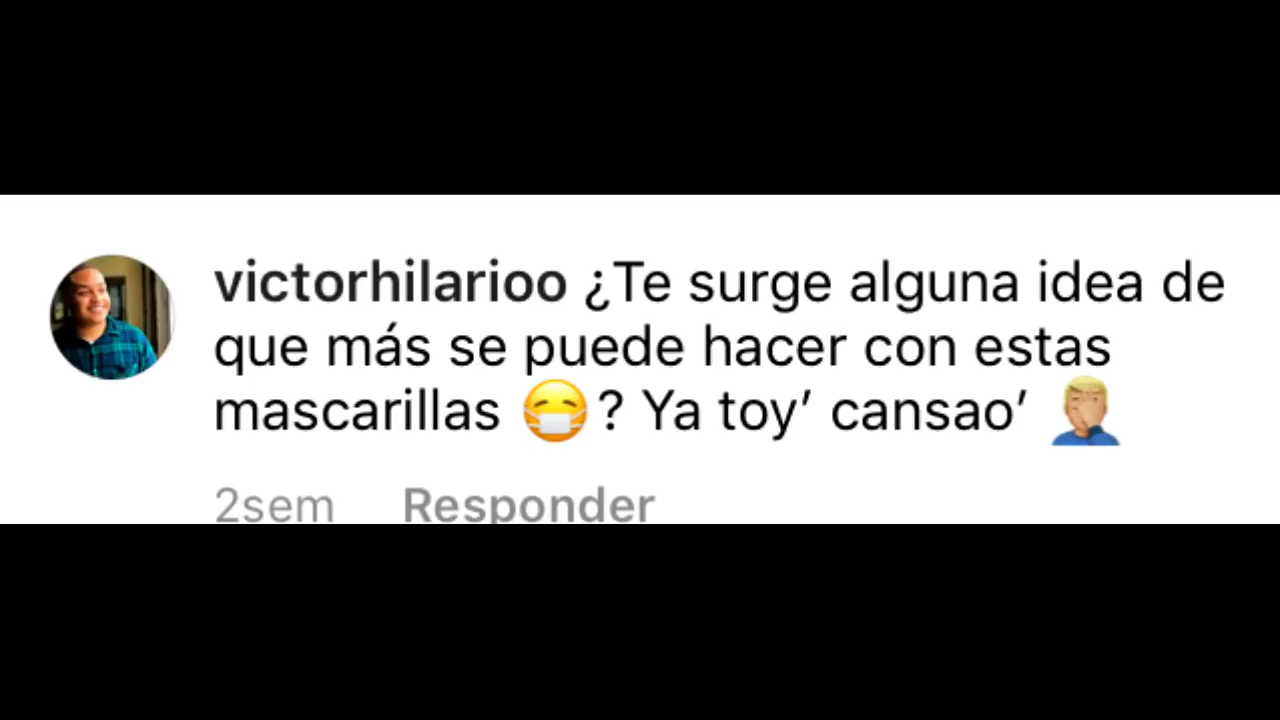 victorhilarioo ¿Te surge alguna idea de
que más se puede hacer con estas
mascarillas 😷? Ya toy’ cansao’ 🤦🏼‍♂️
2sem Responder